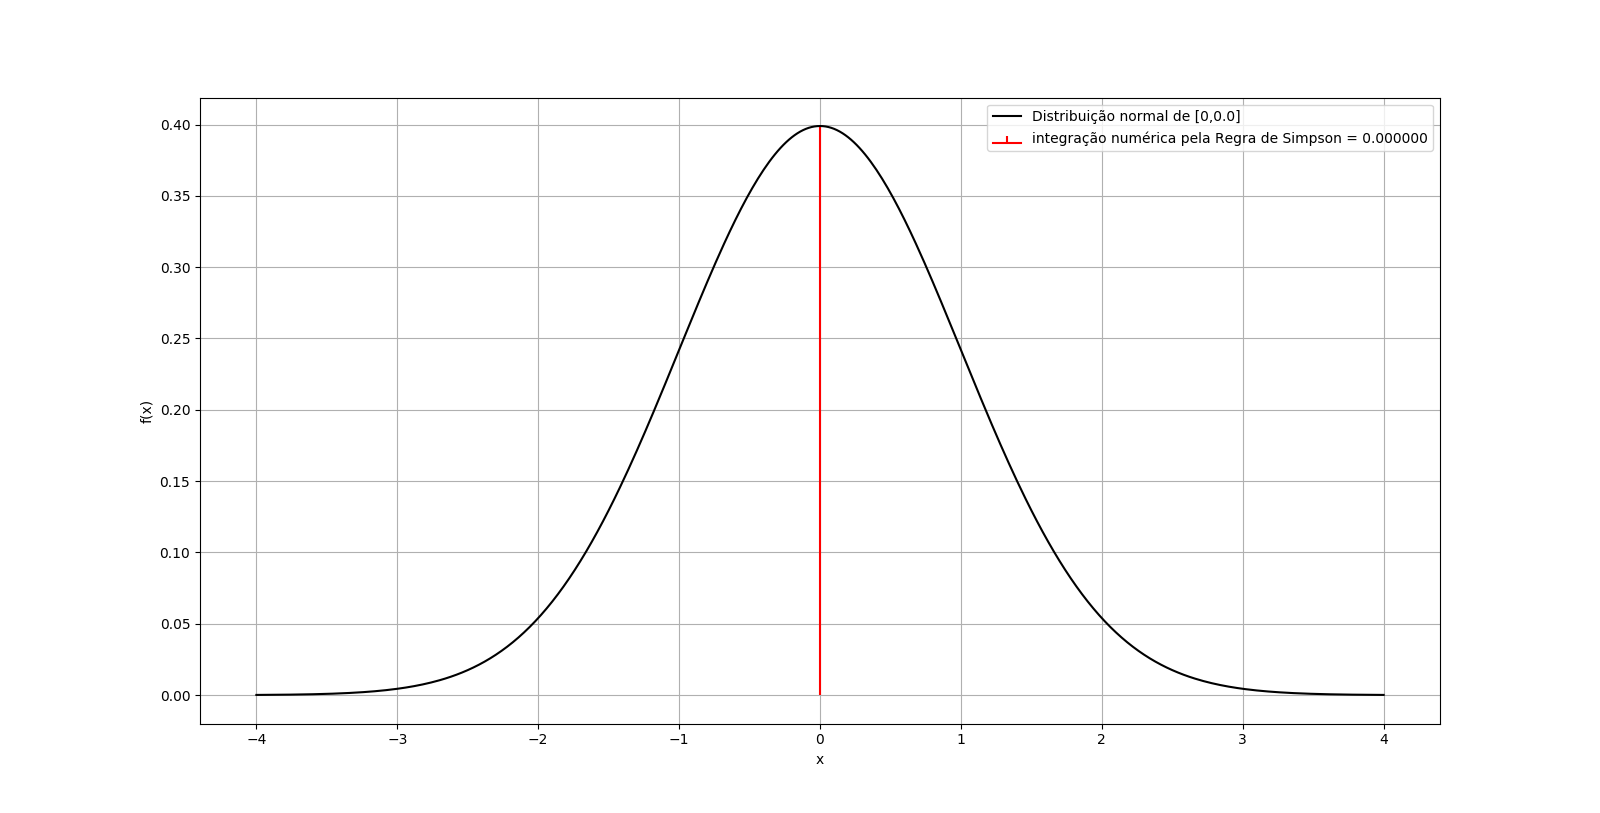 Distribuição normal de [0,0.0]
integração numérica pela Regra de Simpson = 0.000000
0.40
0.35
0.30
0.25
0.20
0.15
0.10
0.05
0.00
f(x)
−4 −3 −2 −1 0 1 2 3 4
x